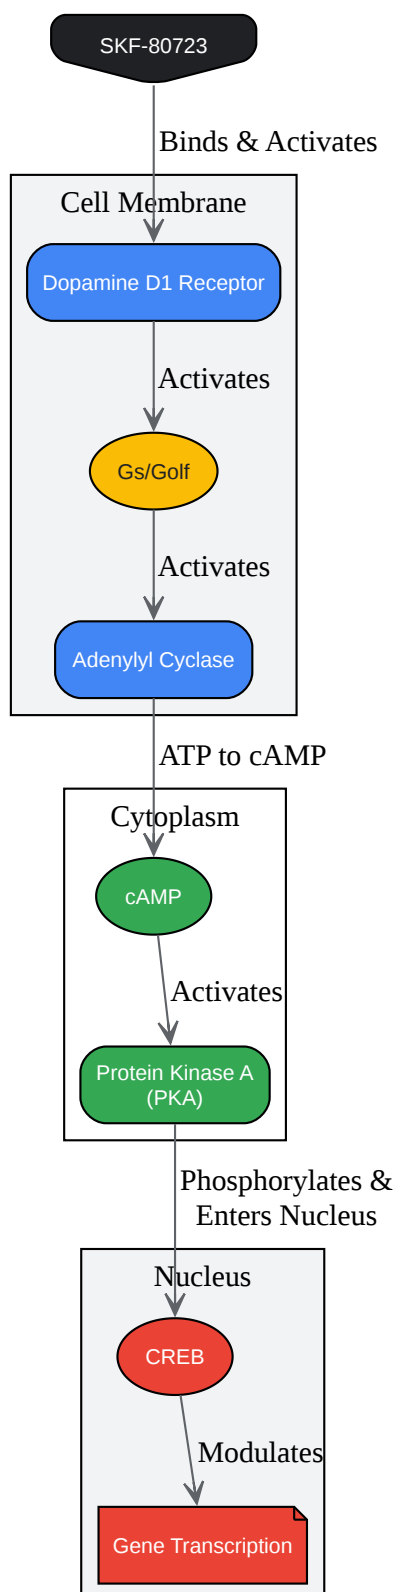 SKF-80723
Binds & Activates
Cell Membrane
Dopamine D1 Receptor
Activates
Gs/Golf
Activates
Adenylyl Cyclase
ATP to cAMP
Cytoplasm
cAMP
Activates
Protein Kinase A
(PKA)
Phosphorylates &
Enters Nucleus
Nucleus
CREB
Modulates
Gene Transcription